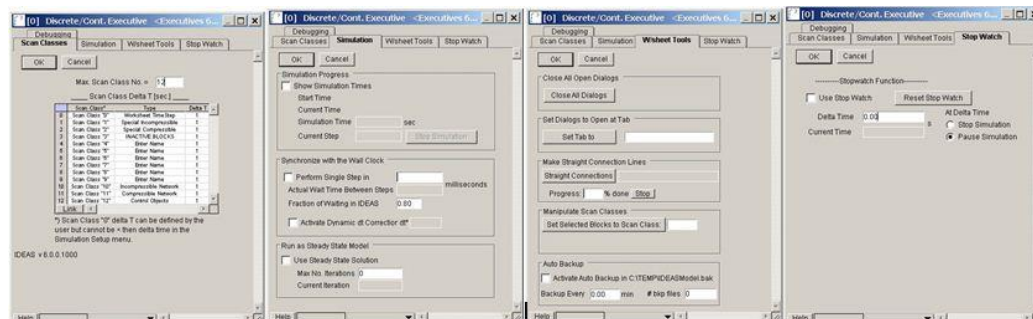 [0] Discrete/Cont. Executive <Executives 6...
Debugging
Scan Classes Simulation W/sheet Tools Stop Watch
OK Cancel
Max. Scan Class No. = 12
Scan Class Delta T [sec]
Scan Class* Type Delta T
0 Scan Class "0" Worksheet Time Step 1
1 Scan Class "1" Special Incompressible 1
2 Scan Class "2" Special Compressible 1
3 Scan Class "3" INACTIVE BLOCKS 1
4 Scan Class "4" Enter Name 1
5 Scan Class "5" Enter Name 1
6 Scan Class "6" Enter Name 1
7 Scan Class "7" Enter Name 1
8 Scan Class "8" Enter Name 1
9 Scan Class "9" Enter Name 1
10 Scan Class "10" Incompressible Network 1
11 Scan Class "11" Compressible Network 1
12 Scan Class "12" Control Objects 1
Link
*) Scan Class "0" delta T can be defined by the
user but cannot be = then delta time in the
Simulation Setup menu.
IDEAS v 6.0.0.1000
Help
[0] Discrete/Cont. Executive <Executives 6...
Debugging
Scan Classes Simulation W/sheet Tools Stop Watch
OK Cancel
Simulation Progress
Show Simulation Times
Start Time
Current Time
Simulation Time sec
Current Step Stop Simulation
Synchronize with the Wall Clock
Perform Single Step in milliseconds
Actual Wait Time Between Steps
Fraction of Waiting in IDEAS 0.80
Activate Dynamic dt Correction dt*
Run as Steady State Model
Use Steady State Solution
Max No. Iterations 0
Current Iteration
Help
[0] Discrete/Cont. Executive <Executives 6...
Debugging
Scan Classes Simulation W/sheet Tools Stop Watch
OK Cancel
Close All Open Dialogs
Close All Dialogs
Set Dialogs to Open at Tab
Set Tab to
Make Straight Connection Lines
Straight Connections
Progress: % done Stop
Manipulate Scan Classes
Set Selected Blocks to Scan Class:
Auto Backup
Activate Auto Backup in C:\TEMP\IDEASModel.bak
Backup Every 0.00 min # bkp files 0
Help
[0] Discrete/Cont. Executive <Executives 6...
Debugging
Scan Classes Simulation W/sheet Tools Stop Watch
OK Cancel
---------Stopwatch Function---------
Use Stop Watch Reset Stop Watch
Delta Time 0.00 s At Delta Time
Current Time Stop Simulation
Pause Simulation
Help